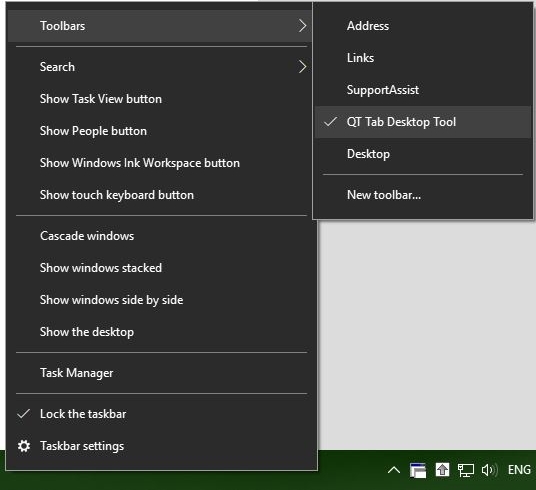 Toolbars
Search
Show Task View button
Show People button
Show Windows Ink Workspace button
Show touch keyboard button
Cascade windows
Show windows stacked
Show windows side by side
Show the desktop
Task Manager
Lock the taskbar
Taskbar settings
Address
Links
SupportAssist
QT Tab Desktop Tool
Desktop
New toolbar...
ENG